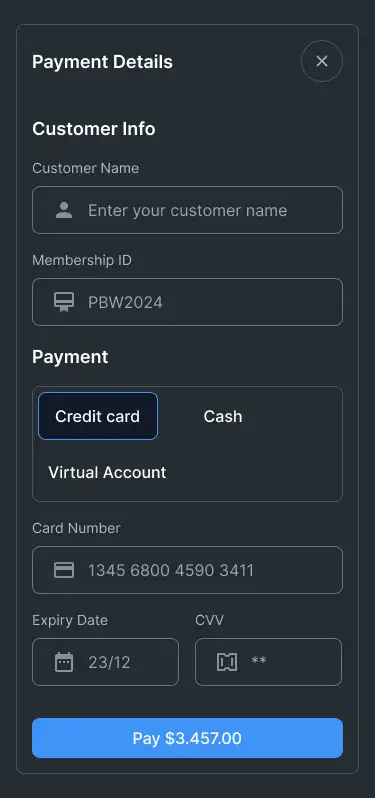 Payment Details
Customer Info
Customer Name
Enter your customer name
Membership ID
PBW2024
Payment
Credit card
Cash
Virtual Account
Card Number
1345 6800 4590 3411
Expiry Date
CVV
23/12
**
Pay $3.457.00